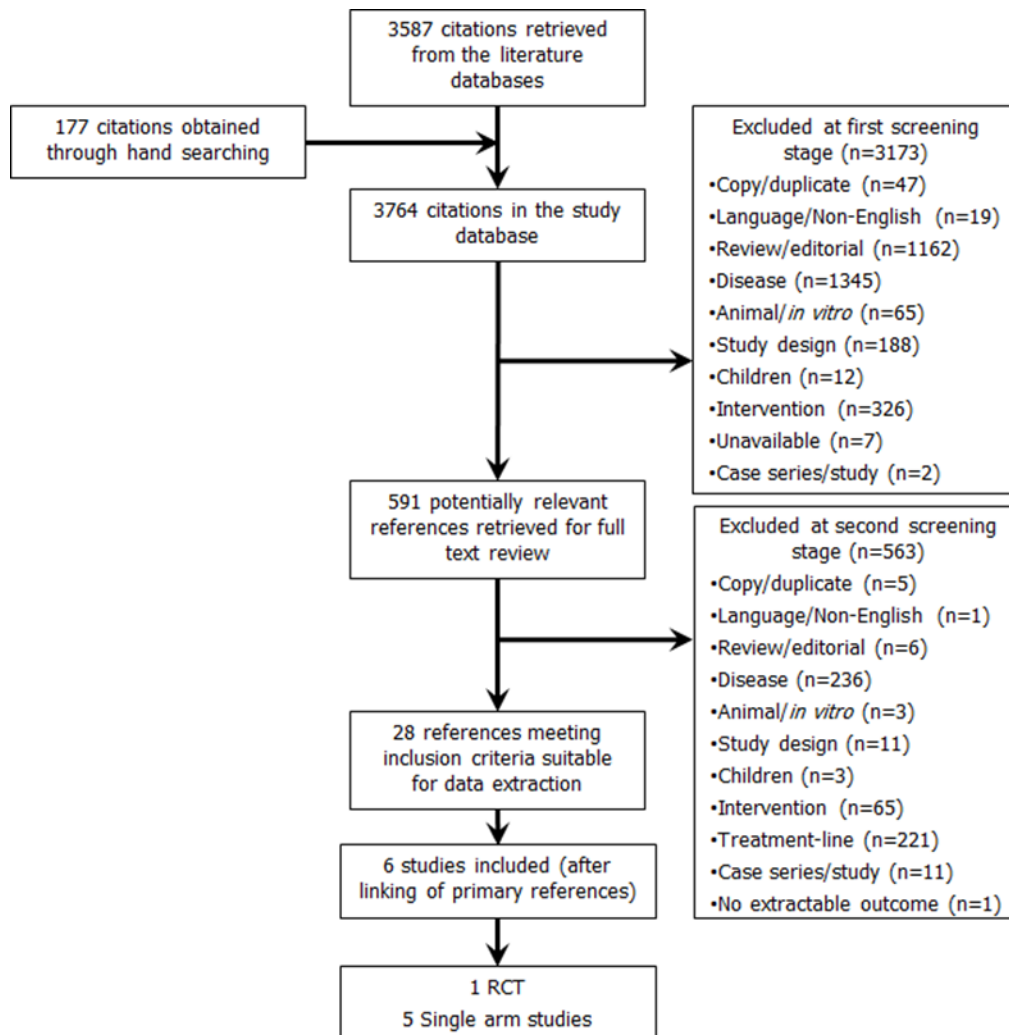 3587 citations retrieved
from the literature
databases
177 citations obtained
through hand searching
3764 citations in the study
database
Excluded at first screening
stage (n=3173)
•Copy/duplicate (n=47)
•Language/Non-English (n=19)
•Review/editorial (n=1162)
•Disease (n=1345)
•Animal/in vitro (n=65)
•Study design (n=188)
•Children (n=12)
•Intervention (n=326)
•Unavailable (n=7)
•Case series/study (n=2)
591 potentially relevant
references retrieved for full
text review
Excluded at second screening
stage (n=563)
•Copy/duplicate (n=5)
•Language/Non-English (n=1)
•Review/editorial (n=6)
•Disease (n=236)
•Animal/in vitro (n=3)
•Study design (n=11)
•Children (n=3)
•Intervention (n=65)
•Treatment-line (n=221)
•Case series/study (n=11)
•No extractable outcome (n=1)
28 references meeting
inclusion criteria suitable
for data extraction
6 studies included (after
linking of primary references)
1 RCT
5 Single arm studies